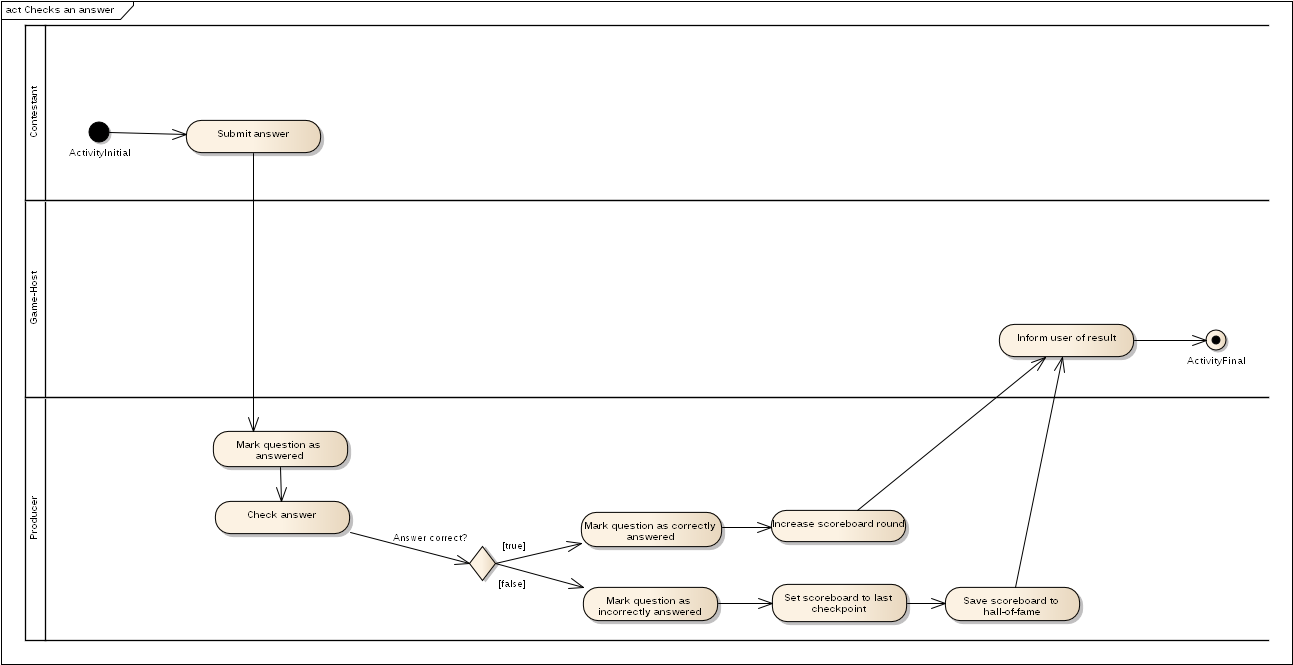 act Checks an answer
Contestant
ActivityInitial
Submit answer
Game-Host
Inform user of result
ActivityFinal
Producer
Mark question as
answered
Check answer
Answer correct?
[true]
[false]
Mark question as correctly
answered
Increase scoreboard round
Mark question as
incorrectly answered
Set scoreboard to last
checkpoint
Save scoreboard to
hall-of-fame